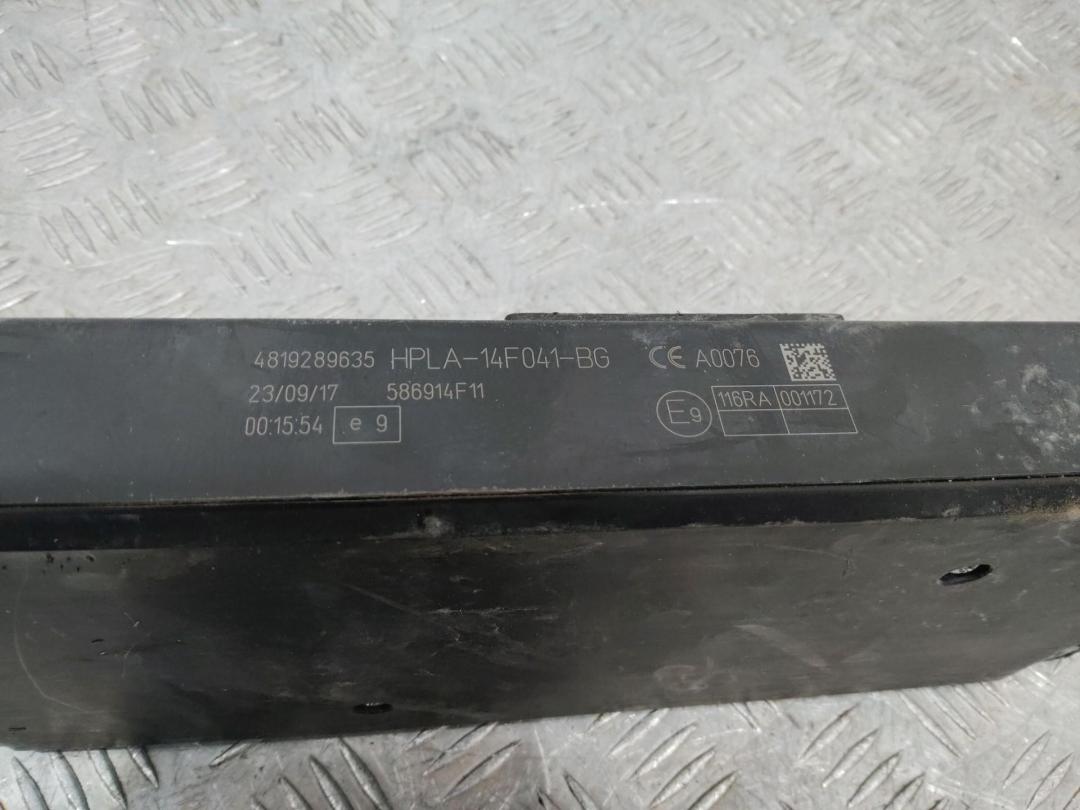 4819289635 HPLA-14F041-BG CE A0076
23/09/17 586914F11
00:15:54 e 9
E9 116RA 001172